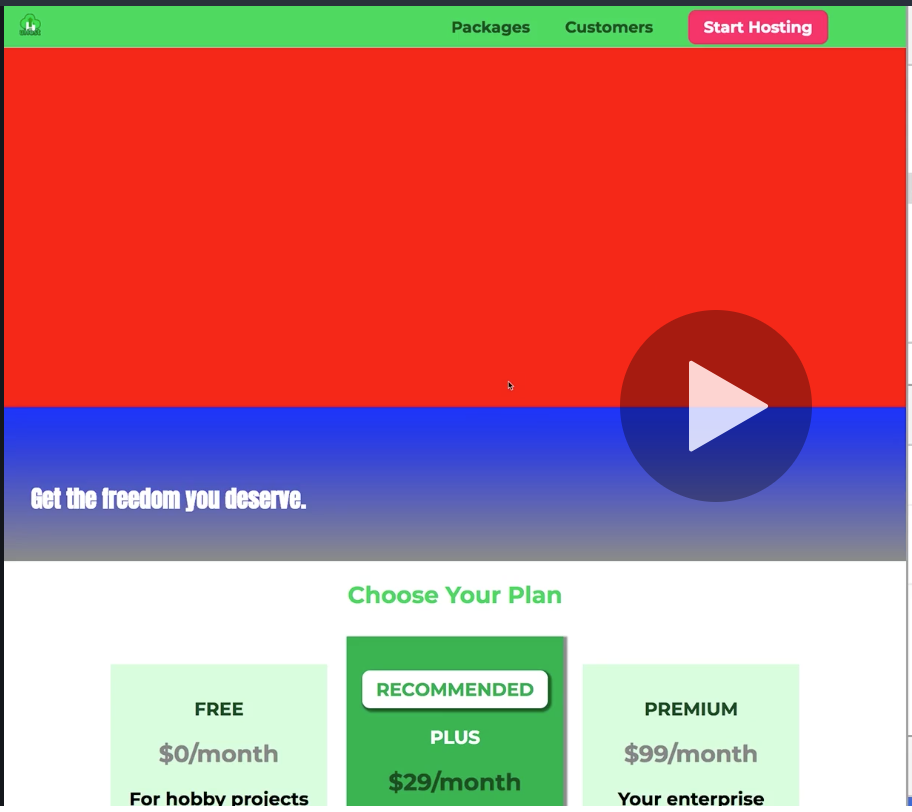 Packages Customers Start Hosting
Get the freedom you deserve.
Choose Your Plan
RECOMMENDED
FREE PLUS PREMIUM
$0/month $29/month $99/month
For hobby projects Your enterprise